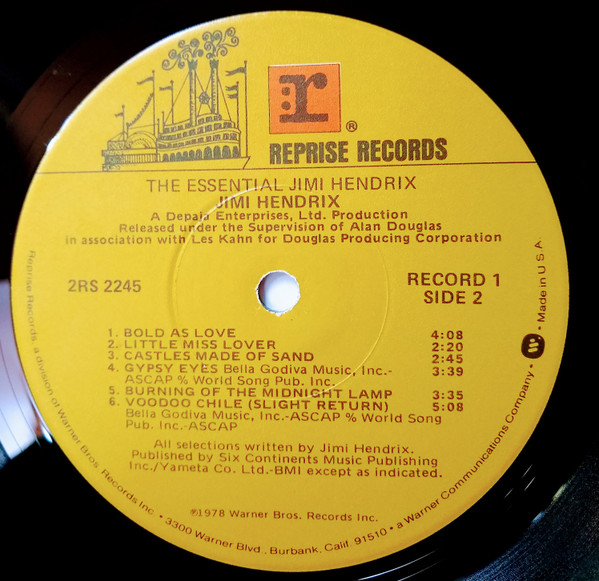 r
®
REPRISE RECORDS
THE ESSENTIAL JIMI HENDRIX
JIMI HENDRIX
A Depaja Enterprises, Ltd. Production
Released under the Supervision of Alan Douglas
in association with Les Kahn for Douglas Producing Corporation
2RS 2245
RECORD 1
SIDE 2
1. BOLD AS LOVE 4:08
2. LITTLE MISS LOVER 2:20
3. CASTLES MADE OF SAND 2:45
4. GYPSY EYES Bella Godiva Music, Inc.- 3:39
ASCAP % World Song Pub. Inc.
5. BURNING OF THE MIDNIGHT LAMP 3:35
6. VOODOO CHILE (SLIGHT RETURN) 5:08
Bella Godiva Music, Inc.-ASCAP % World Song
Pub. Inc.-ASCAP
All selections written by Jimi Hendrix.
Published by Six Continents Music Publishing
Inc./Yameta Co. Ltd.-BMI except as indicated.
℗1978 Warner Bros. Records Inc.
Reprise Records, a division of Warner Bros. Records Inc. • 3300 Warner Blvd., Burbank, Calif. 91510 • a Warner Communications Company • W • Made in U.S.A.